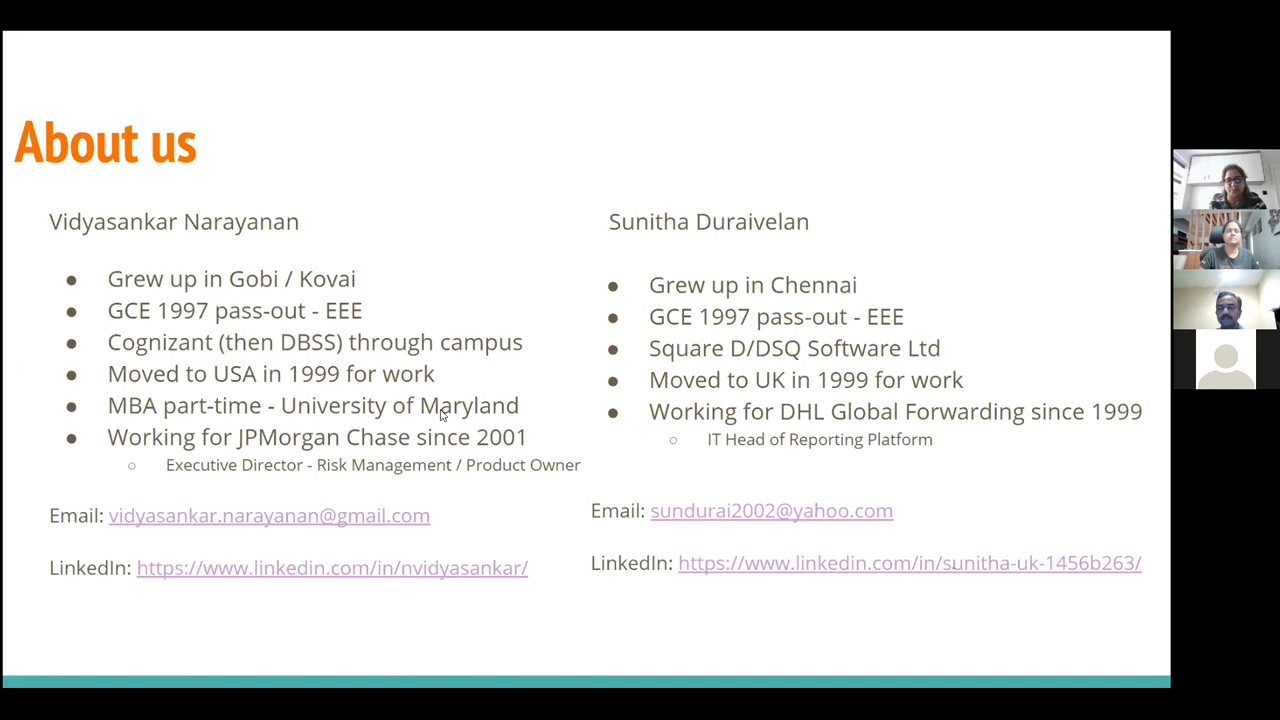 About us
Vidyasankar Narayanan
● Grew up in Gobi / Kovai
● GCE 1997 pass-out - EEE
● Cognizant (then DBSS) through campus
● Moved to USA in 1999 for work
● MBA part-time - University of Maryland
● Working for JPMorgan Chase since 2001
○ Executive Director - Risk Management / Product Owner
Email: vidyasankar.narayanan@gmail.com
LinkedIn: https://www.linkedin.com/in/nvidyasankar/
Sunitha Duraivelan
● Grew up in Chennai
● GCE 1997 pass-out - EEE
● Square D/DSQ Software Ltd
● Moved to UK in 1999 for work
● Working for DHL Global Forwarding since 1999
○ IT Head of Reporting Platform
Email: sundurai2002@yahoo.com
LinkedIn: https://www.linkedin.com/in/sunitha-uk-1456b263/